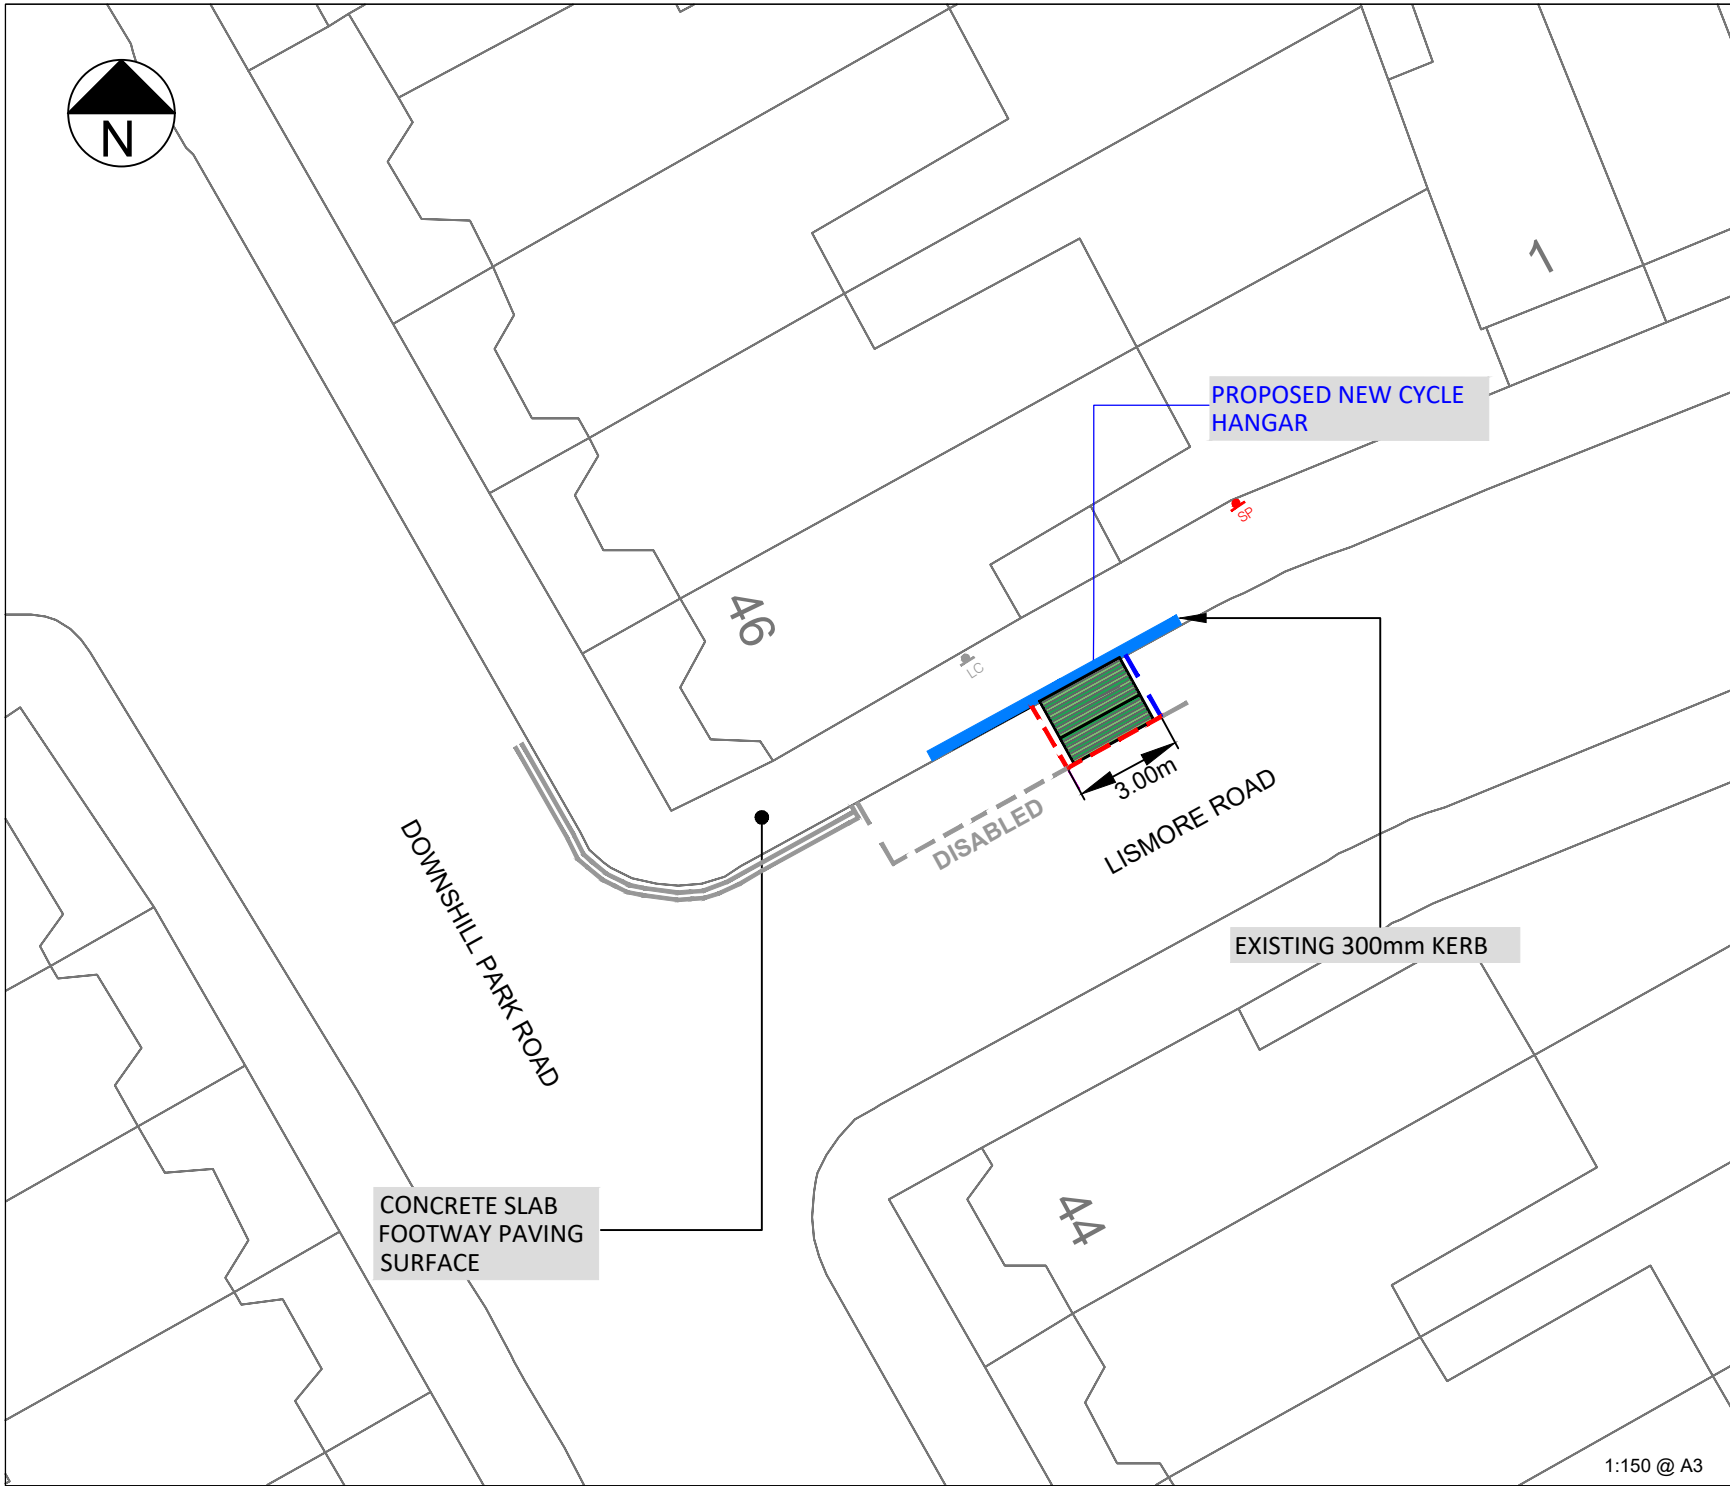 N
1
PROPOSED NEW CYCLE
HANGAR
SP
46
LC
3.00m
DISABLED
LISMORE ROAD
DOWNSHILL PARK ROAD
EXISTING 300mm KERB
CONCRETE SLAB
FOOTWAY PAVING
SURFACE
44
1:150 @ A3